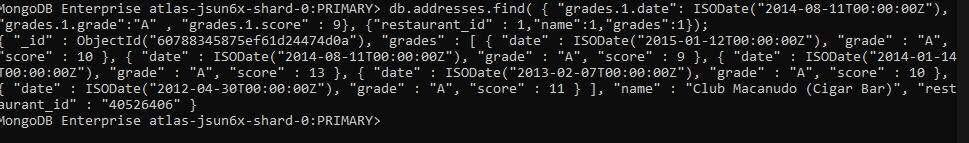 MongoDB Enterprise atlas-jsun6x-shard-0:PRIMARY> db.addresses.find( { "grades.1.date": ISODate("2014-08-11T00:00:00Z"),
"grades.1.grade":"A" , "grades.1.score" : 9}, {"restaurant_id" : 1,"name":1,"grades":1});
{ "_id" : ObjectId("60788345875ef61d24474d0a"), "grades" : [ { "date" : ISODate("2015-01-12T00:00:00Z"), "grade" : "A",
"score" : 10 }, { "date" : ISODate("2014-08-11T00:00:00Z"), "grade" : "A", "score" : 9 }, { "date" : ISODate("2014-01-14
T00:00:00Z"), "grade" : "A", "score" : 13 }, { "date" : ISODate("2013-02-07T00:00:00Z"), "grade" : "A", "score" : 10 },
{ "date" : ISODate("2012-04-30T00:00:00Z"), "grade" : "A", "score" : 11 } ], "name" : "Club Macanudo (Cigar Bar)", "rest
aurant_id" : "40526406" }
MongoDB Enterprise atlas-jsun6x-shard-0:PRIMARY>